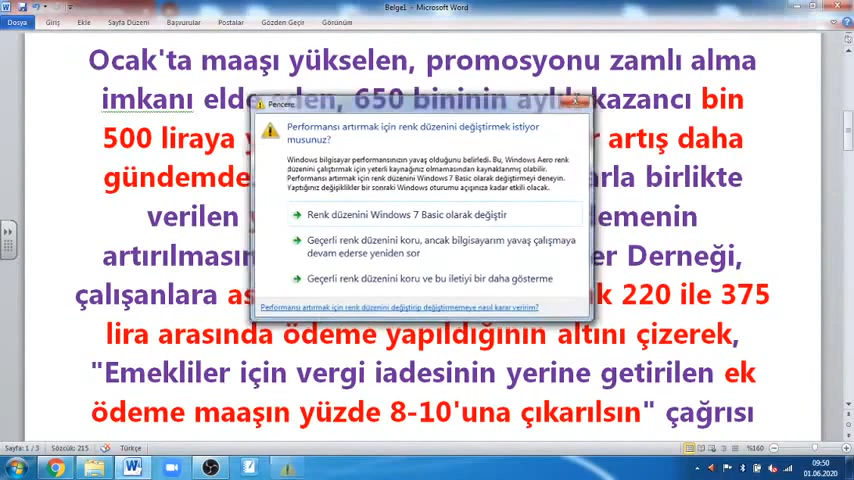 Belge1 - Microsoft Word
Dosya Giriş Ekle Sayfa Düzeni Başvurular Postalar Gözden Geçir Görünüm
Ocak'ta maaşı yükselen, promosyonu zamlı alma
imkanı elde eden, 650 bininin aylık kazancı bin
500 liraya artış daha
gündemde. arla birlikte
verilen emenin
artırılmasın er Derneği,
çalışanlara k 220 ile 375
lira arasında ödeme yapıldığının altını çizerek,
"Emekliler için vergi iadesinin yerine getirilen ek
ödeme maaşın yüzde 8-10'una çıkarılsın" çağrısı
Pencere
Performansı artırmak için renk düzenini değiştirmek istiyor
musunuz?
Windows bilgisayar performansınızın yavaş olduğunu belirledi. Bu, Windows Aero renk
düzenini çalıştırmak için yeterli kaynağınız olmamasından kaynaklanmış olabilir.
Performansı artırmak için renk düzenini Windows 7 Basic olarak değiştirmeyi deneyin.
Yaptığınız değişiklikler bir sonraki Windows oturumu açışınıza kadar etkili olacak.
Renk düzenini Windows 7 Basic olarak değiştir
Geçerli renk düzenini koru, ancak bilgisayarım yavaş çalışmaya
devam ederse yeniden sor
Geçerli renk düzenini koru ve bu iletiyi bir daha gösterme
Performansı artırmak için renk düzenini değiştirip değiştirmemeye nasıl karar veririm?
Sayfa: 1 / 3 Sözcük: 215 Türkçe %160
09:50
01.06.2020